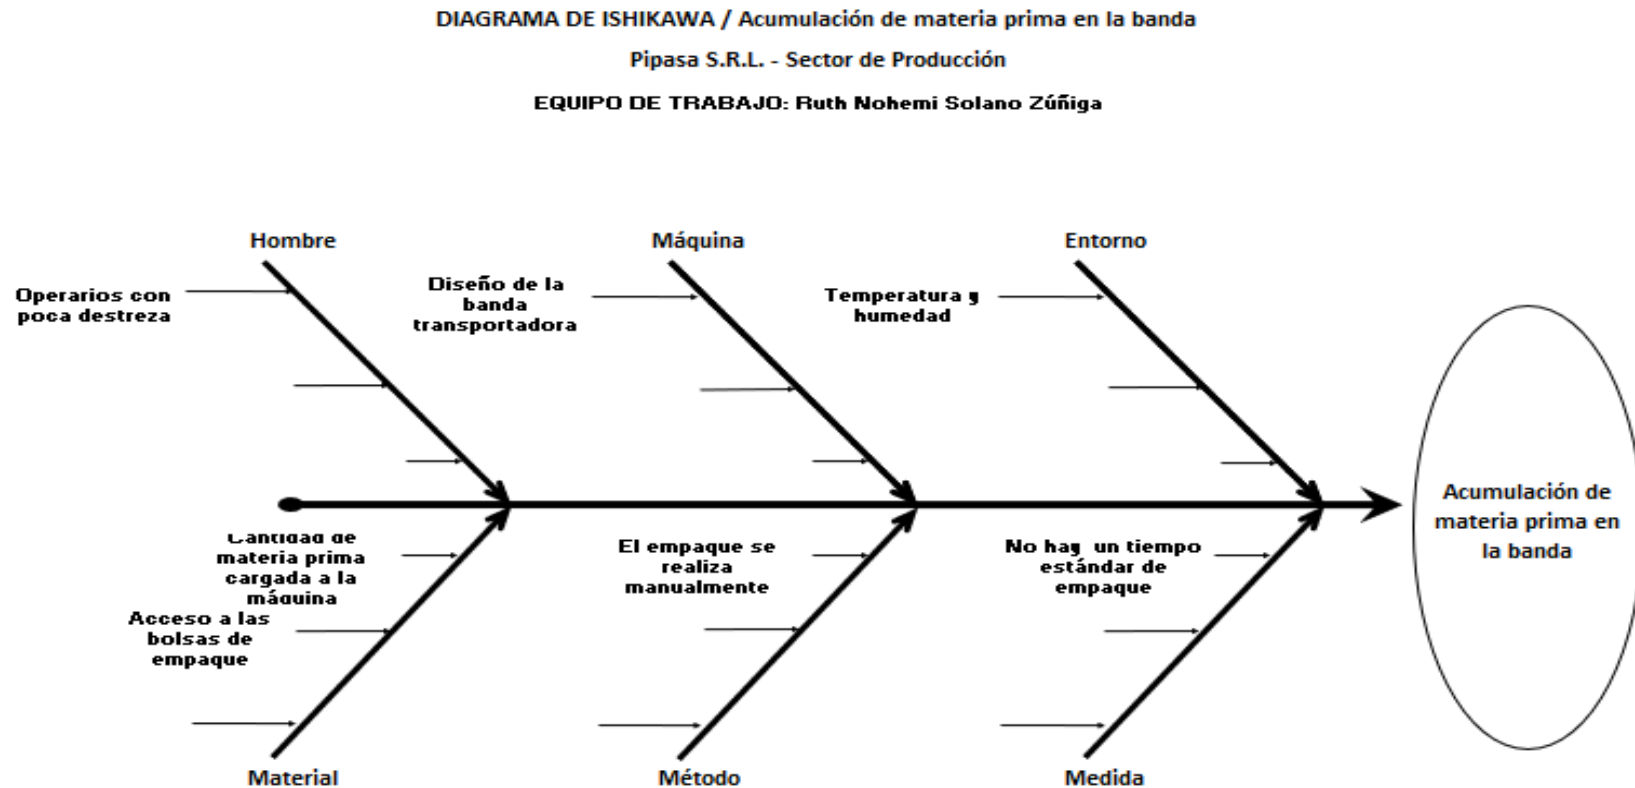 DIAGRAMA DE ISHIKAWA / Acumulación de materia prima en la banda
Pipasa S.R.L. - Sector de Producción
EQUIPO DE TRABAJO: Ruth Nohemi Solano Zúñiga
Hombre
Máquina
Entorno
Operarios con
poca destreza
Diseño de la
banda
transportadora
Temperatura y
humedad
Acumulación de
materia prima en
la banda
Cantidad de
materia prima
cargada a la
máquina
Acceso a las
bolsas de
empaque
El empaque se
realiza
manualmente
No hay un tiempo
estándar de
empaque
Material
Método
Medida